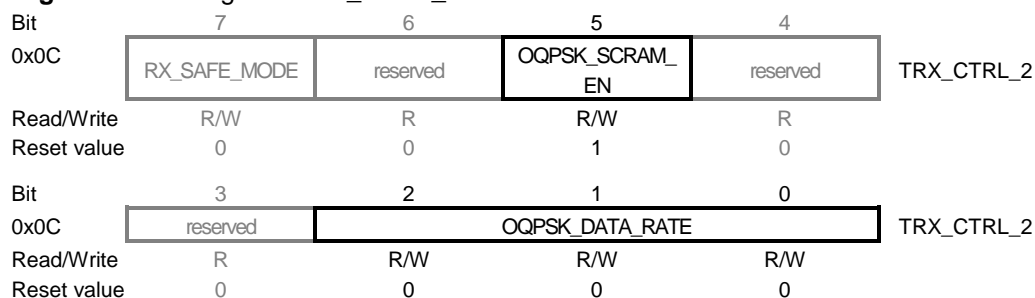 Bit 7 6 5 4
0x0C RX_SAFE_MODE reserved OQPSK_SCRAM_ reserved TRX_CTRL_2
EN
Read/Write R/W R R/W R
Reset value 0 0 1 0
Bit 3 2 1 0
0x0C reserved OQPSK_DATA_RATE TRX_CTRL_2
Read/Write R R/W R/W R/W
Reset value 0 0 0 0